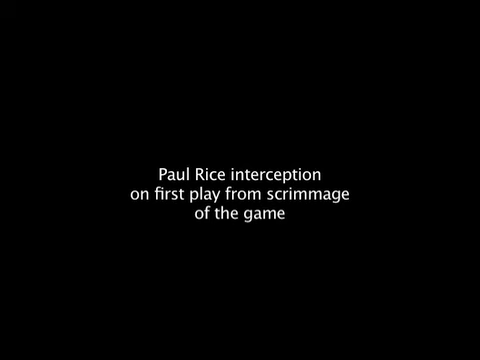 Paul Rice interception
on first play from scrimmage
of the game